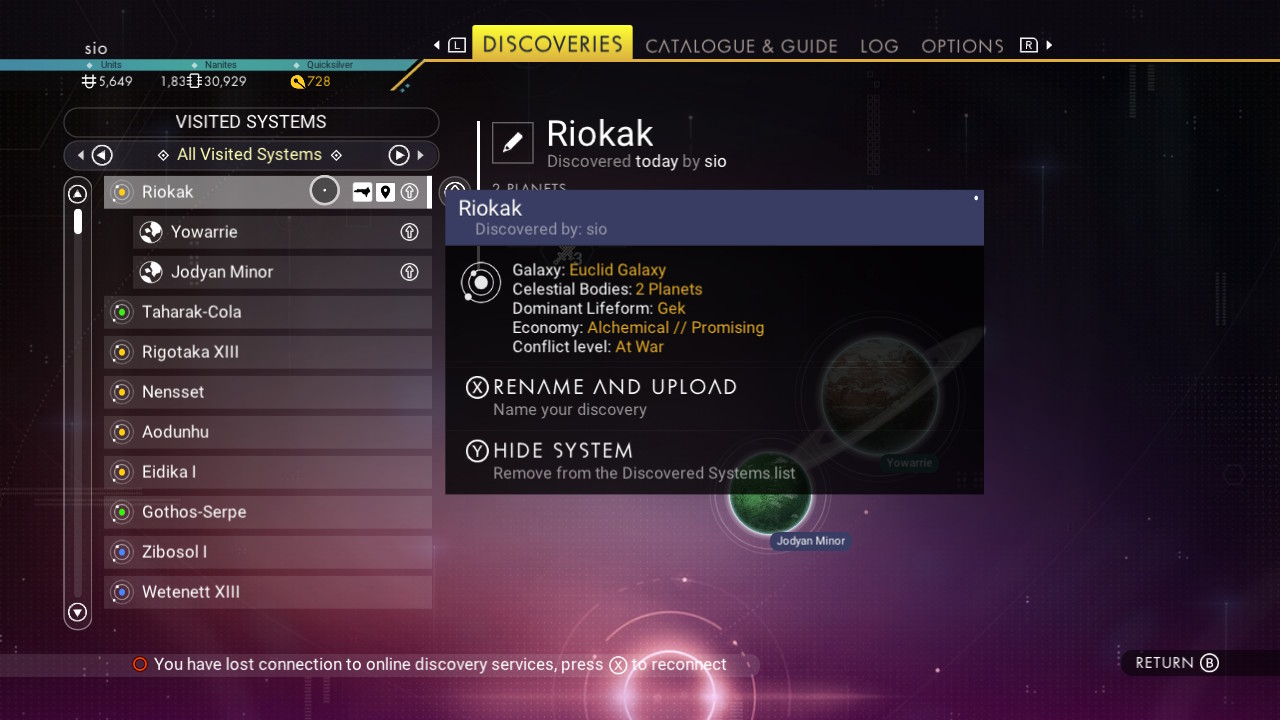 sio
L DISCOVERIES CATALOGUE & GUIDE LOG OPTIONS R
Units Nanites Quicksilver
5,649 1,83 30,929 728
VISITED SYSTEMS
All Visited Systems
Riokak
Yowarrie
Jodyan Minor
Taharak-Cola
Rigotaka XIII
Nensset
Aodunhu
Eidika I
Gothos-Serpe
Zibosol I
Wetenett XIII
Riokak
Discovered today by sio
2 PLANETS
Riokak
Discovered by: sio
Galaxy: Euclid Galaxy
Celestial Bodies: 2 Planets
Dominant Lifeform: Gek
Economy: Alchemical // Promising
Conflict level: At War
X RENAME AND UPLOAD
Name your discovery
Y HIDE SYSTEM
Remove from the Discovered Systems list
Yowarrie
Jodyan Minor
You have lost connection to online discovery services, press X to reconnect
RETURN B